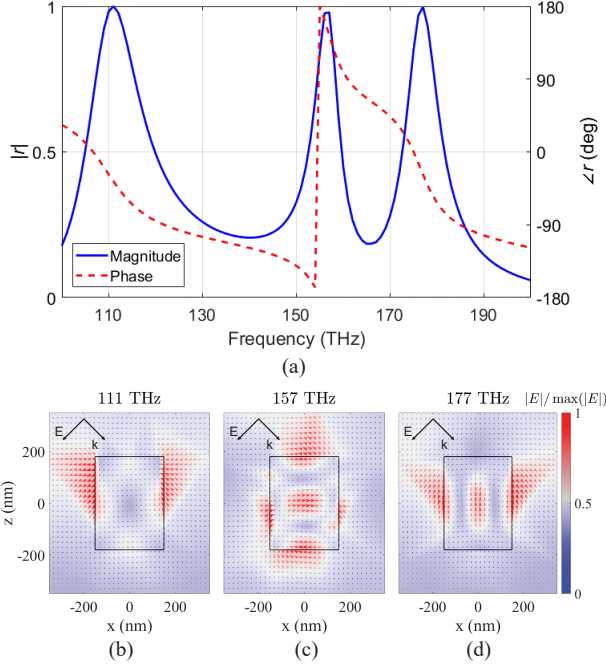 1
0.5
0
|r|
180
90
0
-90
-180
∠r (deg)
Magnitude
Phase
110 130 150 170 190
Frequency (THz)
(a)
111 THz
157 THz
177 THz
|E|/ max(|E|)
E
k
E
k
E
k
200
0
-200
z (nm)
1
0.5
0
-200 0 200
-200 0 200
-200 0 200
x (nm)
x (nm)
x (nm)
(b)
(c)
(d)